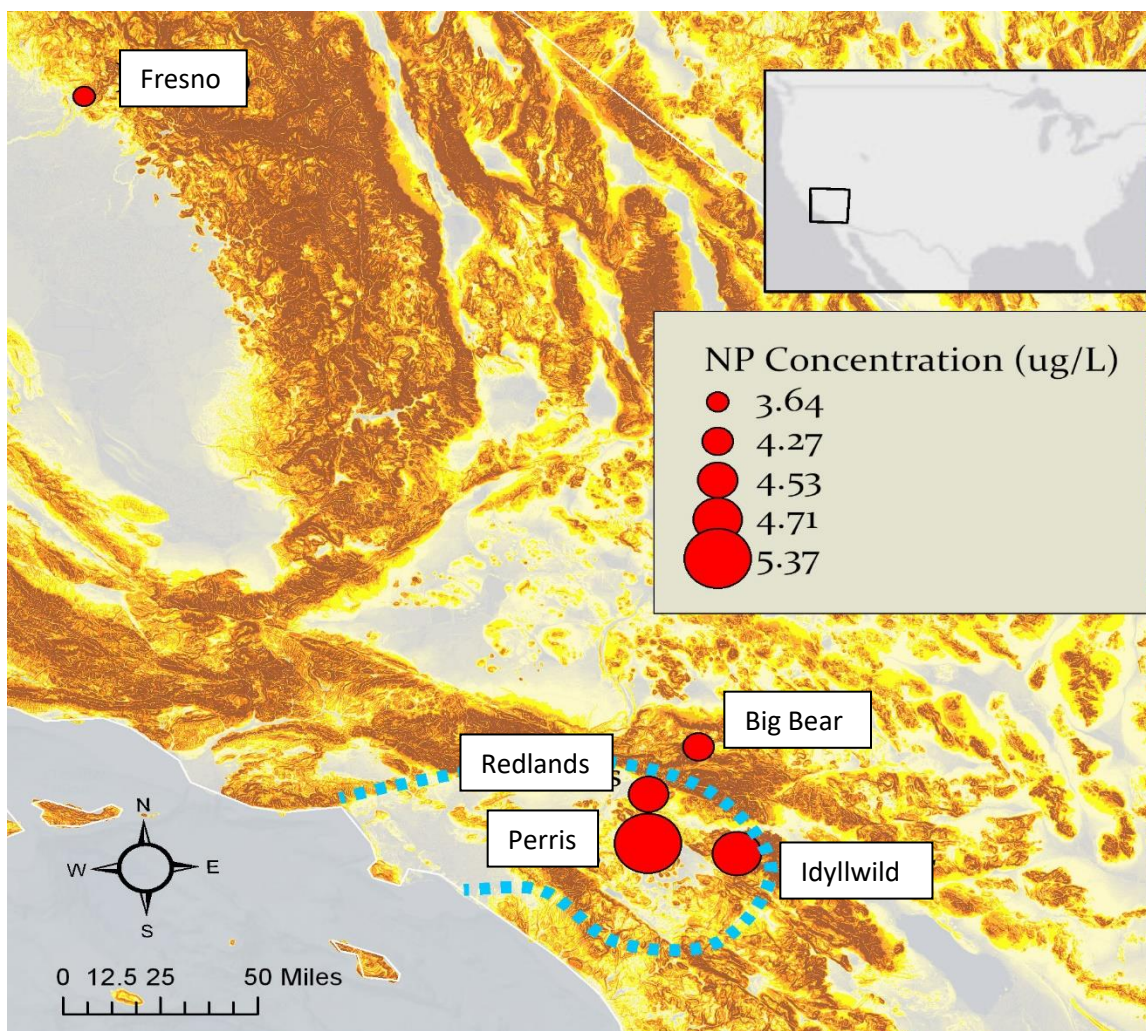 Fresno
NP Concentration (ug/L)
3.64
4.27
4.53
4.71
5.37
Big Bear
Redlands
s
Perris
Idyllwild
N
W E
S
0 12.5 25 50 Miles